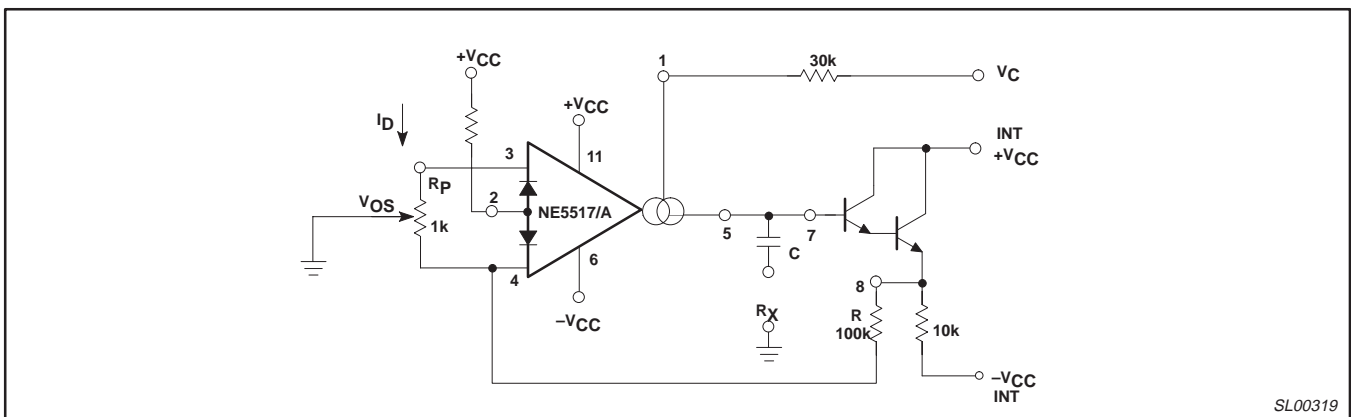 +VCC
1
30k
VC
ID
+VCC
INT
+VCC
3
11
RP
2
VOS
NE5517/A
1k
5
7
C
4
6
8
–VCC
RX
R
100k
10k
–VCC
INT
SL00319